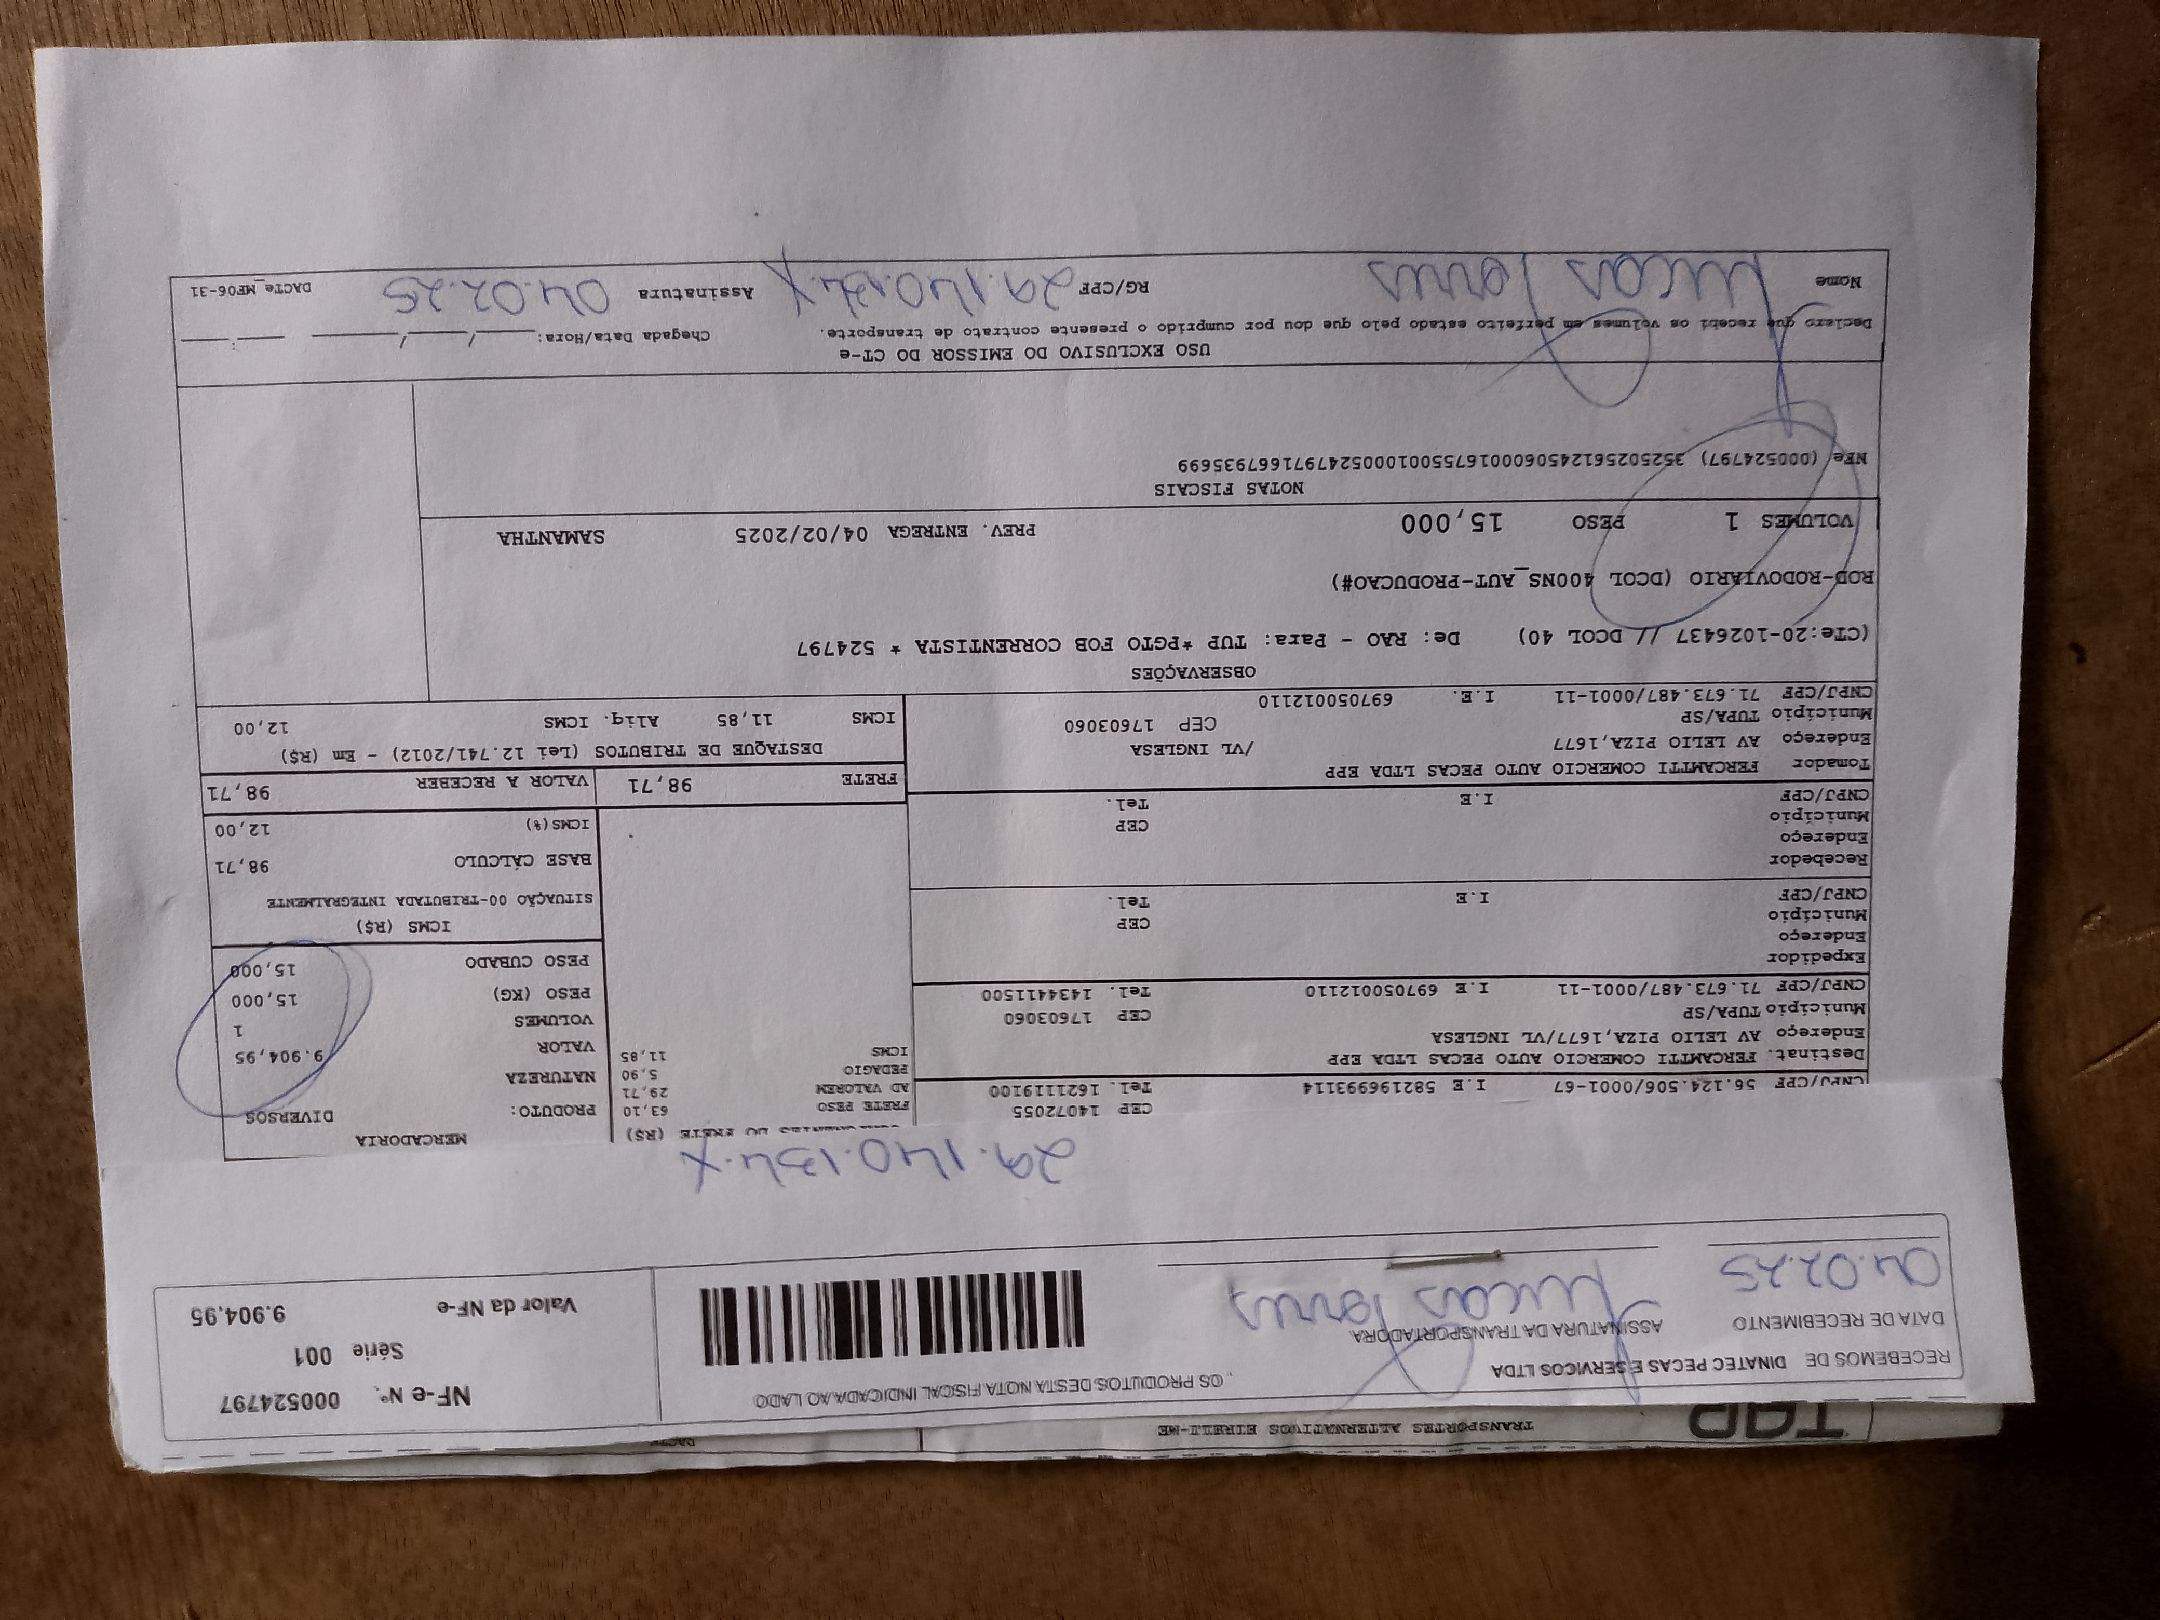 TRANSPORTES ALTERNATIVOS EIRELI-ME
DACTE
RECEBEMOS DE DINATEC PECAS E SERVICOS LTDA
, OS PRODUTOS DESTA NOTA FISCAL INDICADA AO LADO
NF-e Nº. 000524797
Série 001
Valor da NF-e 9.904,95
DATA DE RECEBIMENTO
ASSINATURA DA TRANSPORTADORA
04.02.25
Lucas
29.140.134-X
CEP 14072055
CNPJ/CPF 56.124.506/0001-67 I.E 582196993114 Tel. 1621119100
Destinat. FERCAMTTI COMERCIO AUTO PECAS LTDA EPP
Endereço AV LELIO PIZA,1677/VL INGLESA
Município TUPA/SP CEP 17603060
CNPJ/CPF 71.673.487/0001-11 I.E 697050012110 Tel. 1434411500
Expedidor
Endereço
Município CEP
CNPJ/CPF I.E Tel.
Recebedor
Endereço
Município CEP
CNPJ/CPF I.E Tel.
Tomador FERCAMTTI COMERCIO AUTO PECAS LTDA EPP
Endereço AV LELIO PIZA,1677 /VL INGLESA
Município TUPA/SP CEP 17603060
CNPJ/CPF 71.673.487/0001-11 I.E. 697050012110
DO FRETE (R$)
FRETE PESO 63,10
AD VALOREM 29,71
PEDAGIO 5,90
ICMS 11,85
MERCADORIA
PRODUTO: DIVERSOS
NATUREZA
VALOR 9.904,95
VOLUMES 1
PESO (KG) 15,000
PESO CUBADO 15,000
ICMS (R$)
SITUAÇÃO 00-TRIBUTADA INTEGRALMENTE
BASE CÁLCULO 98,71
ICMS(%) 12,00
FRETE 98,71 VALOR A RECEBER 98,71
DESTAQUE DE TRIBUTOS (Lei 12.741/2012) - Em (R$)
ICMS 11,85 Aliq. ICMS 12,00
OBSERVAÇÕES
(CTe:20-1026437 // DCOL 40) De: RAO - Para: TUP *PGTO FOB CORRENTISTA * 524797
ROD-RODOVIARIO (DCOL 400NS_AUT-PRODUCAO#)
VOLUMES 1 PESO 15,000 PREV. ENTREGA 04/02/2025 SAMANTHA
NOTAS FISCAIS
NFe (000524797) 35250256124506000167550010005247971667935699
USO EXCLUSIVO DO EMISSOR DO CT-e
Declaro que recebi os volumes em perfeito estado pelo que dou por cumprido o presente contrato de transporte. Chegada Data/Hora: ____/____/____ ___:___
Nome Lucas RG/CPF 29.140.134-X Assinatura 04.02.25 DACTe_MF06-31